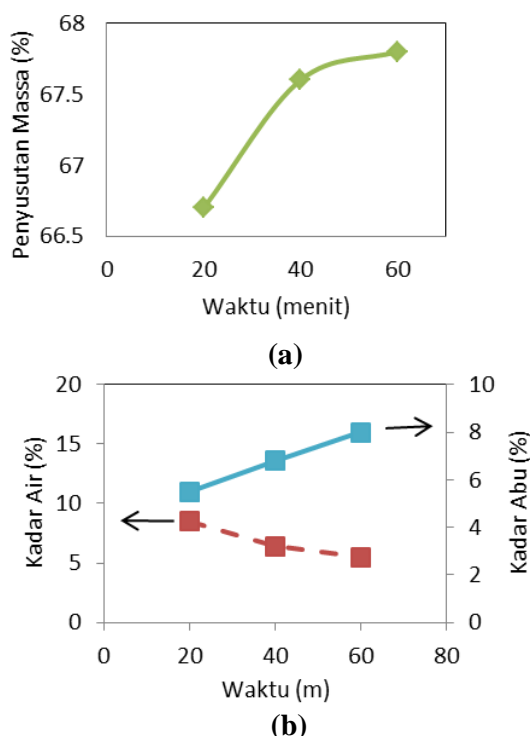 68
67.5
67
66.5
Penyusutan Massa (%)
0 20 40 60
Waktu (menit)
(a)
20 10
15 8
10 6
5 4
0 2
0
Kadar Air (%)
Kadar Abu (%)
0 20 40 60 80
Waktu (m)
(b)